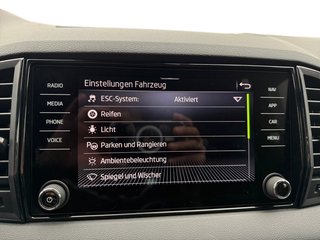 Einstellungen Fahrzeug
RADIO
MEDIA
PHONE
VOICE
ESC-System: Aktiviert
Reifen
Licht
Parken und Rangieren
Ambientebeleuchtung
Spiegel und Wischer
NAV
APP
CAR
MENU